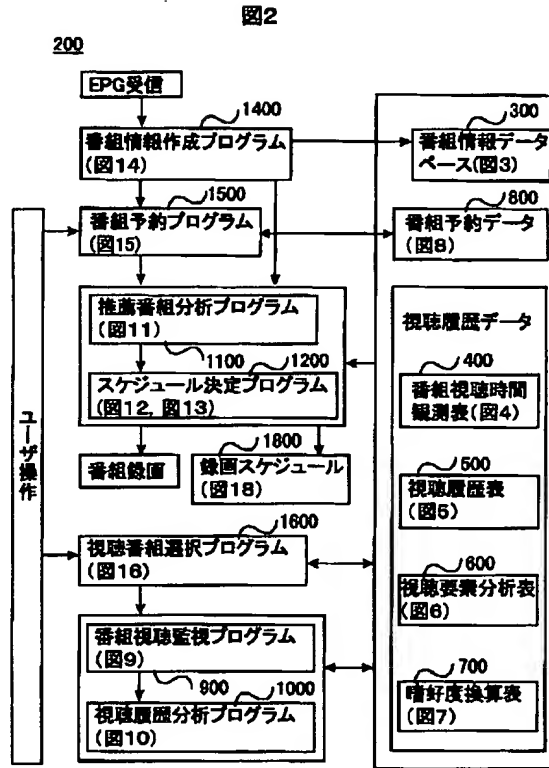 図2
200
EPG受信
1400
番組情報作成プログラム
(図14)
300
番組情報データ
ベース(図3)
1500
番組予約プログラム
(図15)
800
番組予約データ
(図8)
推薦番組分析プログラム
(図11)
1100
1200
スケジュール決定プログラム
(図12, 図13)
視聴履歴データ
400
番組視聴時間
観測表(図4)
ユーザ操作
番組録画
1800
録画スケジュール
(図18)
500
視聴履歴表
(図5)
1600
視聴番組選択プログラム
(図16)
600
視聴要素分析表
(図6)
番組視聴監視プログラム
(図9)
900
1000
視聴履歴分析プログラム
(図10)
700
嗜好度換算表
(図7)